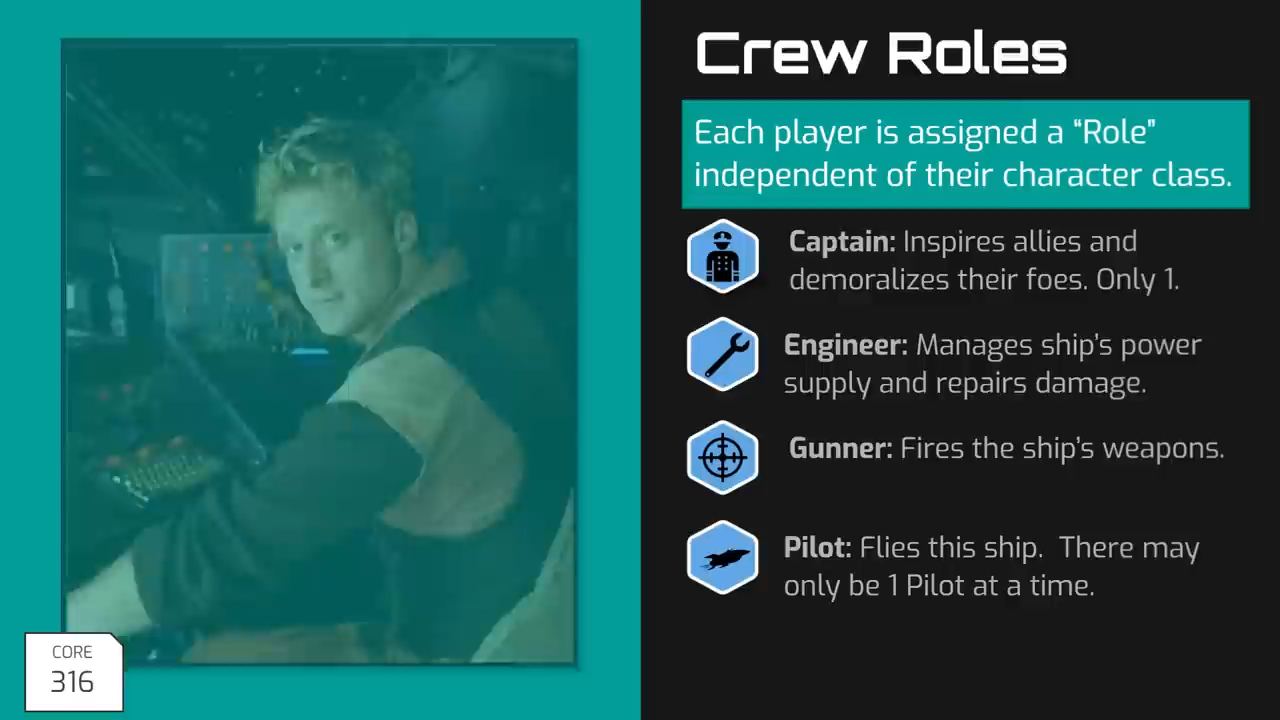 Crew Roles
Each player is assigned a “Role”
independent of their character class.
Captain: Inspires allies and
demoralizes their foes. Only 1.
Engineer: Manages ship's power
supply and repairs damage.
Gunner: Fires the ship's weapons.
Pilot: Flies this ship.  There may
only be 1 Pilot at a time.
CORE
316